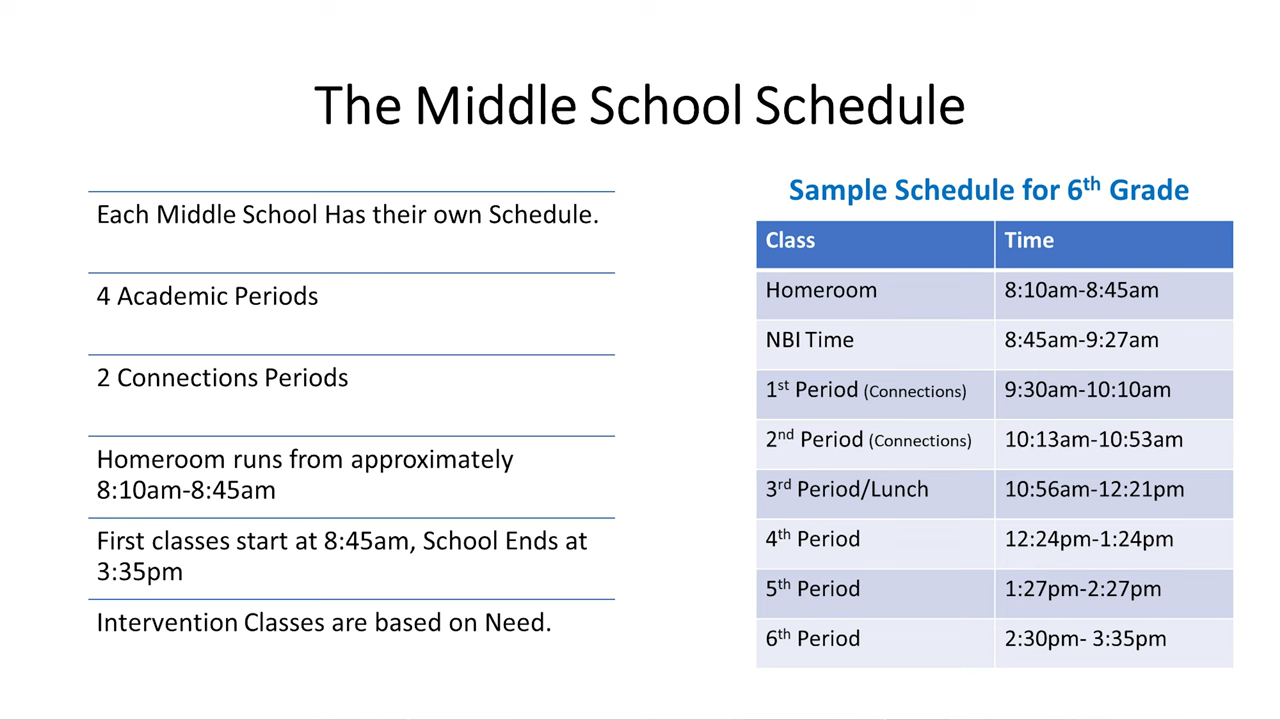 The Middle School Schedule
Each Middle School Has their own Schedule.
4 Academic Periods
2 Connections Periods
Homeroom runs from approximately
8:10am-8:45am
First classes start at 8:45am, School Ends at
3:35pm
Intervention Classes are based on Need.
Sample Schedule for 6th Grade
Class Time
Homeroom 8:10am-8:45am
NBI Time 8:45am-9:27am
1st Period (Connections) 9:30am-10:10am
2nd Period (Connections) 10:13am-10:53am
3rd Period/Lunch 10:56am-12:21pm
4th Period 12:24pm-1:24pm
5th Period 1:27pm-2:27pm
6th Period 2:30pm- 3:35pm